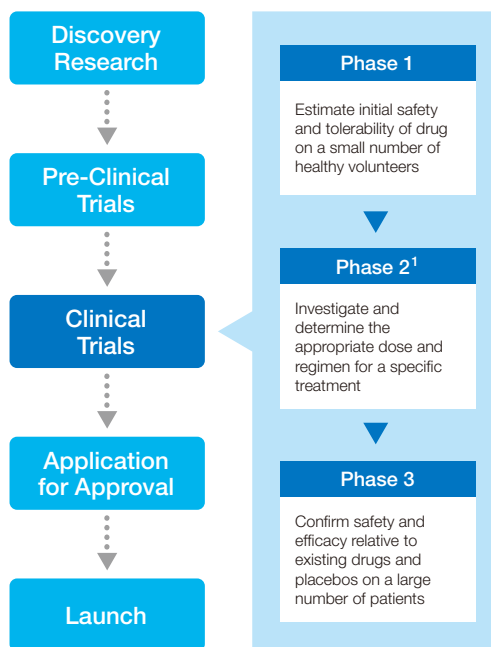 Discovery
Research
Pre-Clinical
Trials
Clinical
Trials
Application
for Approval
Launch
Phase 1
Estimate initial safety
and tolerability of drug
on a small number of
healthy volunteers
Phase 2¹
Investigate and
determine the
appropriate dose and
regimen for a specific
treatment
Phase 3
Confirm safety and
efficacy relative to
existing drugs and
placebos on a large
number of patients